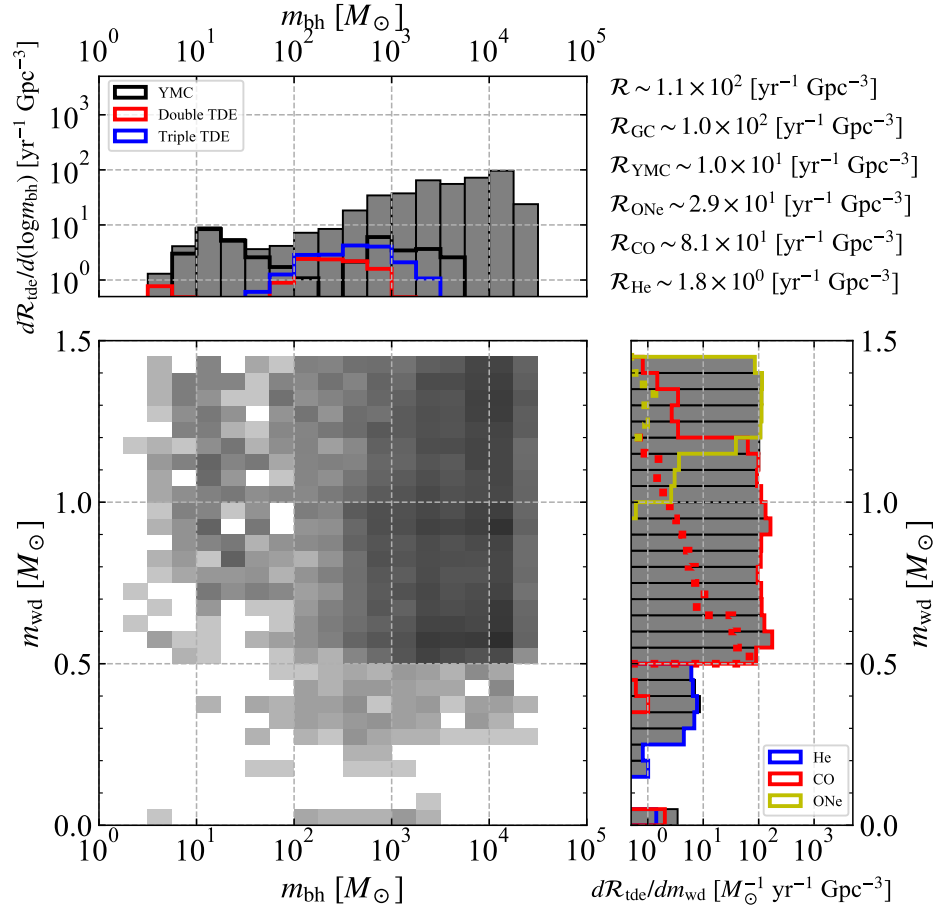 m_bh [M_⊙]
10^0 10^1 10^2 10^3 10^4 10^5
dR_tde/d(logm_bh) [yr^−1 Gpc^−3]
10^3
10^2
10^1
10^0
YMC
Double TDE
Triple TDE
ℛ ~ 1.1 × 10^2 [yr^−1 Gpc^−3]
ℛ_GC ~ 1.0 × 10^2 [yr^−1 Gpc^−3]
ℛ_YMC ~ 1.0 × 10^1 [yr^−1 Gpc^−3]
ℛ_ONe ~ 2.9 × 10^1 [yr^−1 Gpc^−3]
ℛ_CO ~ 8.1 × 10^1 [yr^−1 Gpc^−3]
ℛ_He ~ 1.8 × 10^0 [yr^−1 Gpc^−3]
m_wd [M_⊙]
1.5
1.0
0.5
0.0
10^0 10^1 10^2 10^3 10^4 10^5
m_bh [M_⊙]
He
CO
ONe
1.5
1.0
0.5
0.0
m_wd [M_⊙]
10^0 10^1 10^2 10^3
dℛ_tde/dm_wd [M_⊙^−1 yr^−1 Gpc^−3]